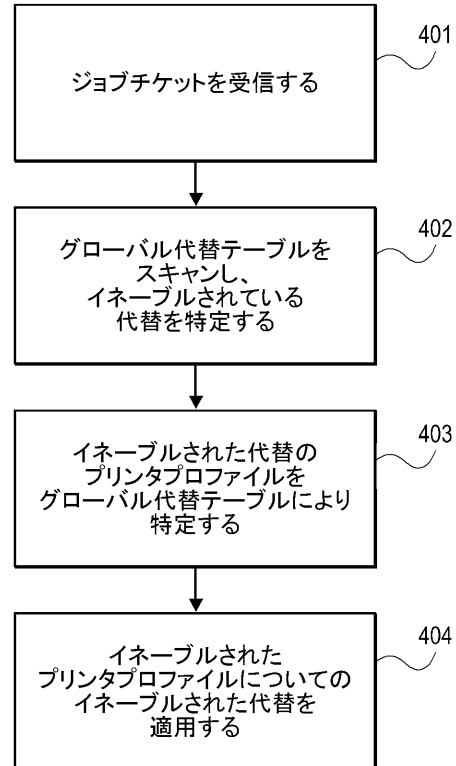 ジョブチケットを受信する
401
グローバル代替テーブルを
スキャンし、
イネーブルされている
代替を特定する
402
イネーブルされた代替の
プリンタプロファイルを
グローバル代替テーブルにより
特定する
403
イネーブルされた
プリンタプロファイルについての
イネーブルされた代替を
適用する
404